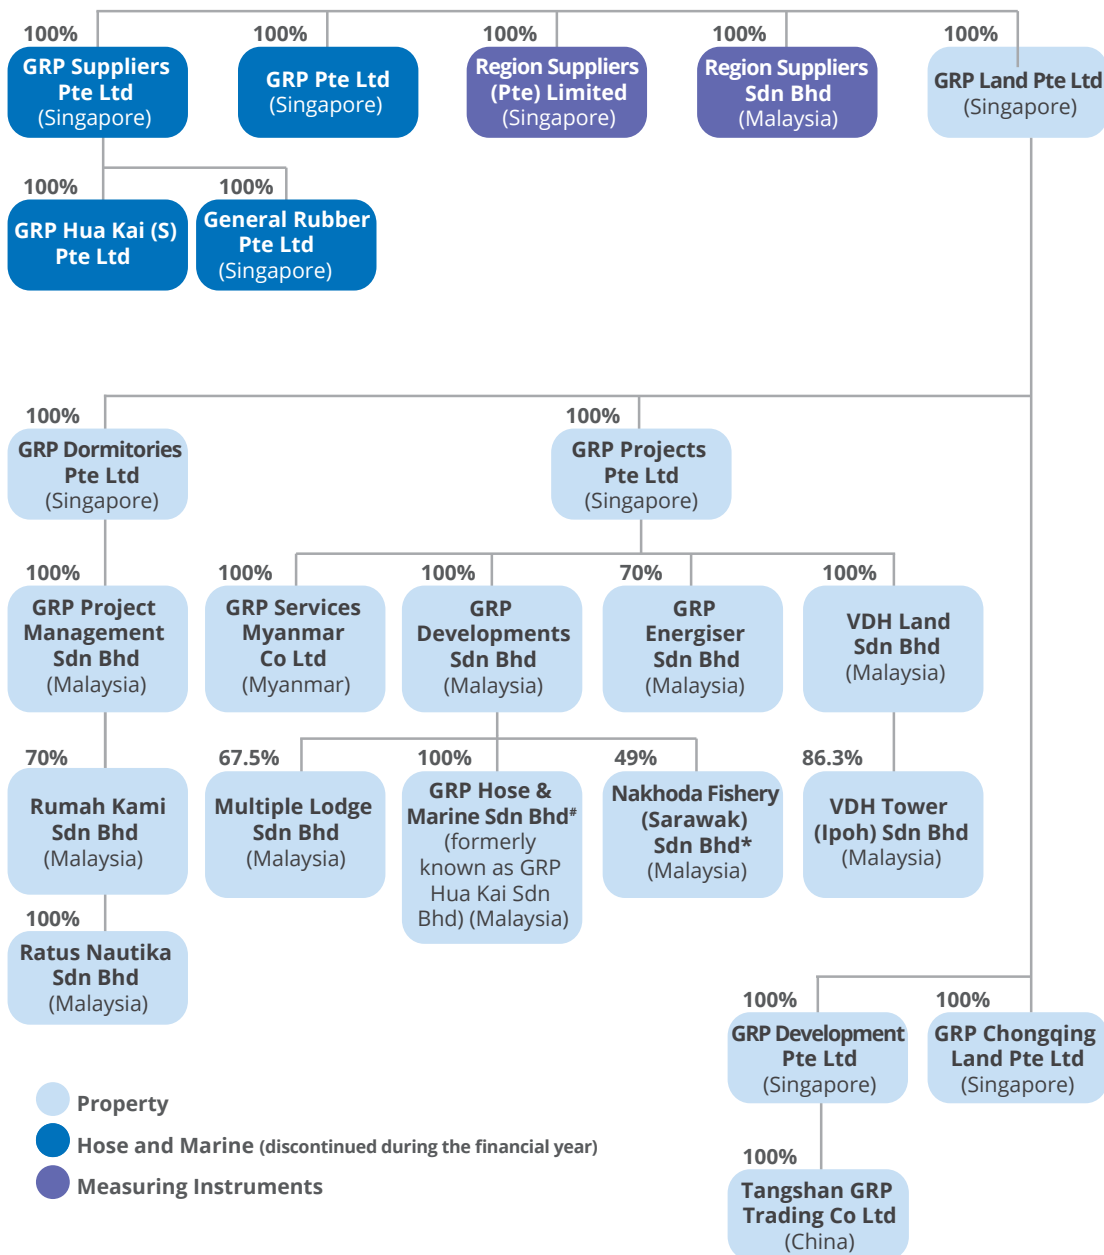 100%
GRP Suppliers
Pte Ltd
(Singapore)
100%
GRP Pte Ltd
(Singapore)
100%
Region Suppliers
(Pte) Limited
(Singapore)
100%
Region Suppliers
Sdn Bhd
(Malaysia)
100%
GRP Land Pte Ltd
(Singapore)
100%
GRP Hua Kai (S)
Pte Ltd
100%
General Rubber
Pte Ltd
(Singapore)
100%
GRP Dormitories
Pte Ltd
(Singapore)
100%
GRP Projects
Pte Ltd
(Singapore)
100%
GRP Project
Management
Sdn Bhd
(Malaysia)
100%
GRP Services
Myanmar
Co Ltd
(Myanmar)
100%
GRP
Developments
Sdn Bhd
(Malaysia)
70%
GRP
Energiser
Sdn Bhd
(Malaysia)
100%
VDH Land
Sdn Bhd
(Malaysia)
70%
Rumah Kami
Sdn Bhd
(Malaysia)
67.5%
Multiple Lodge
Sdn Bhd
(Malaysia)
100%
GRP Hose &
Marine Sdn Bhd#
(formerly
known as GRP
Hua Kai Sdn
Bhd) (Malaysia)
49%
Nakhoda Fishery
(Sarawak)
Sdn Bhd*
(Malaysia)
86.3%
VDH Tower
(Ipoh) Sdn Bhd
(Malaysia)
100%
Ratus Nautika
Sdn Bhd
(Malaysia)
100%
GRP Development
Pte Ltd
(Singapore)
100%
GRP Chongqing
Land Pte Ltd
(Singapore)
100%
Tangshan GRP
Trading Co Ltd
(China)
Property
Hose and Marine (discontinued during the financial year)
Measuring Instruments